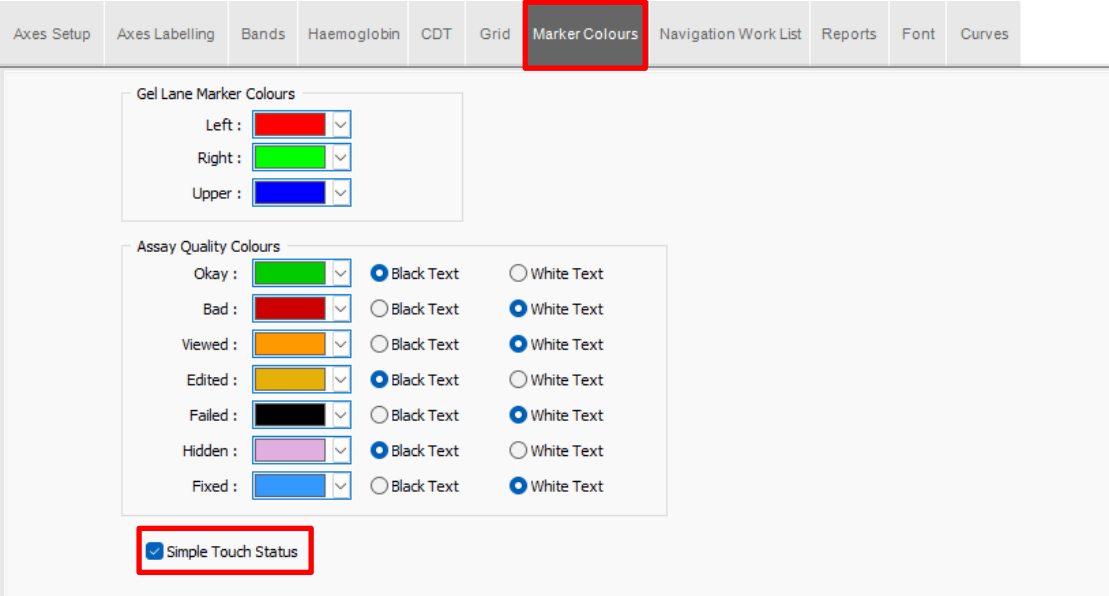 Axes Setup Axes Labelling Bands Haemoglobin CDT Grid Marker Colours Navigation Work List Reports Font Curves
Gel Lane Marker Colours
Left :
Right :
Upper :
Assay Quality Colours
Okay : Black Text White Text
Bad : Black Text White Text
Viewed : Black Text White Text
Edited : Black Text White Text
Failed : Black Text White Text
Hidden : Black Text White Text
Fixed : Black Text White Text
Simple Touch Status